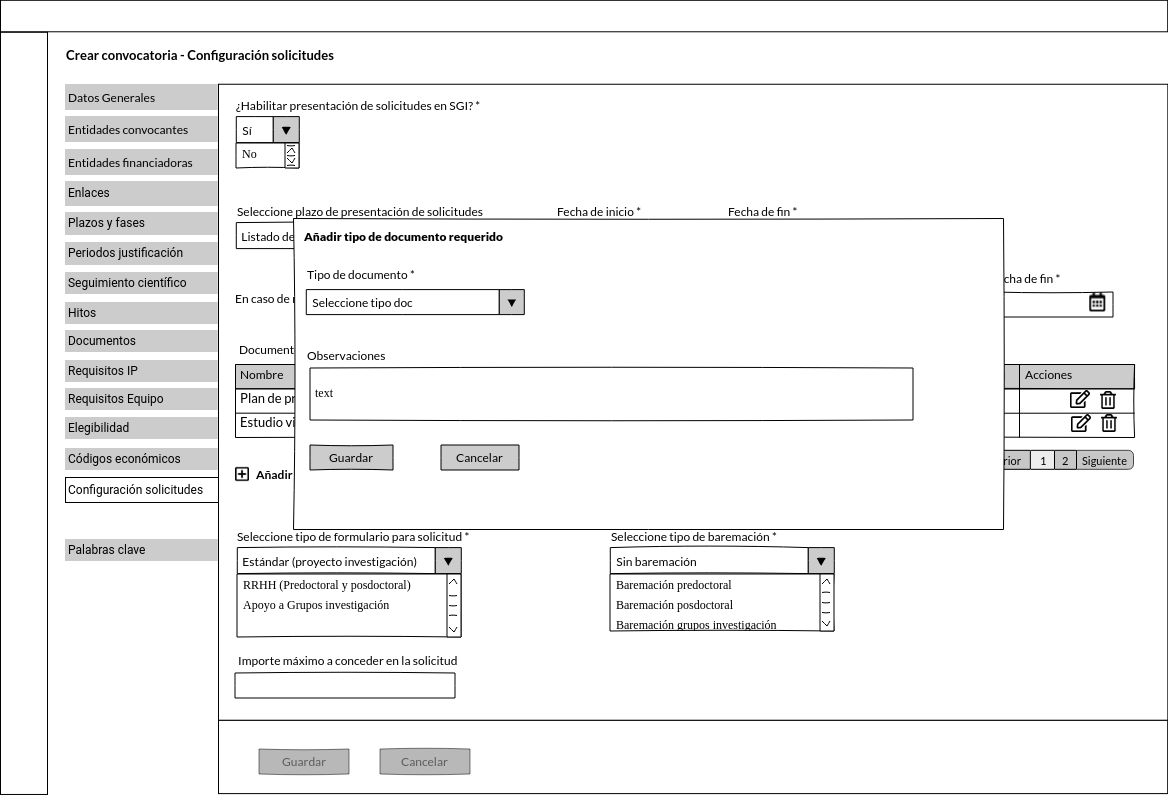 Crear convocatoria - Configuración solicitudes
Datos Generales
Entidades convocantes
Entidades financiadoras
Enlaces
Plazos y fases
Periodos justificación
Seguimiento científico
Hitos
Documentos
Requisitos IP
Requisitos Equipo
Elegibilidad
Códigos económicos
Configuración solicitudes
Palabras clave
¿Habilitar presentación de solicitudes en SGI? *
Sí
No
Seleccione plazo de presentación de solicitudes
Fecha de inicio *
Fecha de fin *
Listado de
En caso de
cha de fin *
Añadir tipo de documento requerido
Tipo de documento *
Seleccione tipo doc
Observaciones
text
Guardar
Cancelar
Document
Nombre
Acciones
Plan de pr
Estudio vi
Añadir
rior
1
2
Siguiente
Seleccione tipo de formulario para solicitud *
Estándar (proyecto investigación)
RRHH (Predoctoral y posdoctoral)
Apoyo a Grupos investigación
Seleccione tipo de baremación *
Sin baremación
Baremación predoctoral
Baremación posdoctoral
Baremación grupos investigación
Importe máximo a conceder en la solicitud
Guardar
Cancelar